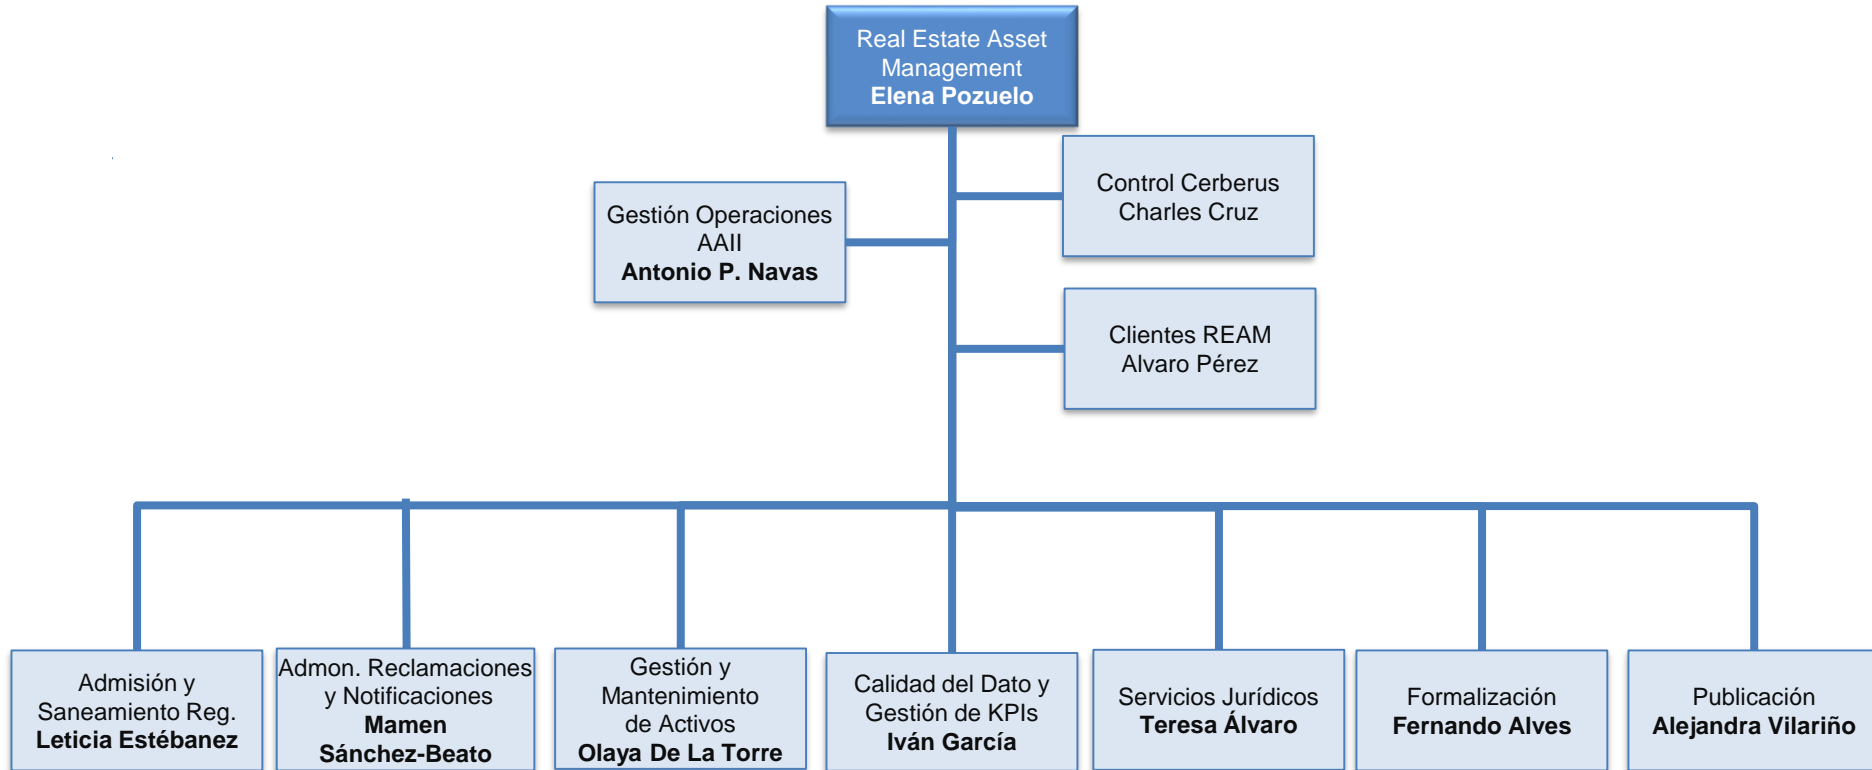 Real Estate Asset
Management
Elena Pozuelo
Control Cerberus
Charles Cruz
Gestión Operaciones
AAII
Antonio P. Navas
Clientes REAM
Alvaro Pérez
Admisión y
Saneamiento Reg.
Leticia Estébanez
Admon. Reclamaciones
y Notificaciones
Mamen
Sánchez-Beato
Gestión y
Mantenimiento
de Activos
Olaya De La Torre
Calidad del Dato y
Gestión de KPIs
Iván García
Servicios Jurídicos
Teresa Álvaro
Formalización
Fernando Alves
Publicación
Alejandra Vilariño